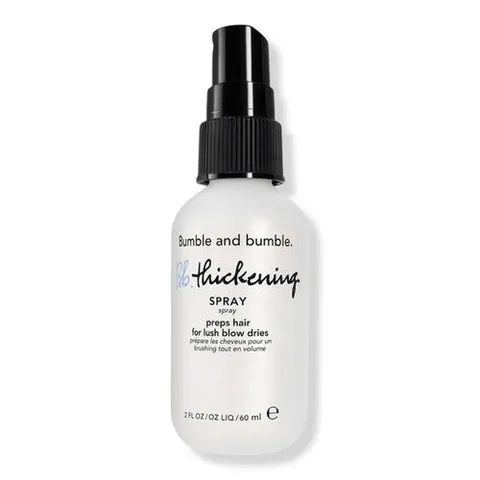 Bumble and bumble.
Bb. thickening
SPRAY
spray
preps hair
for lush blow dries
prépare les cheveux pour un
brushing tout en volume
2 FL OZ/OZ LIQ/60 ml ℮